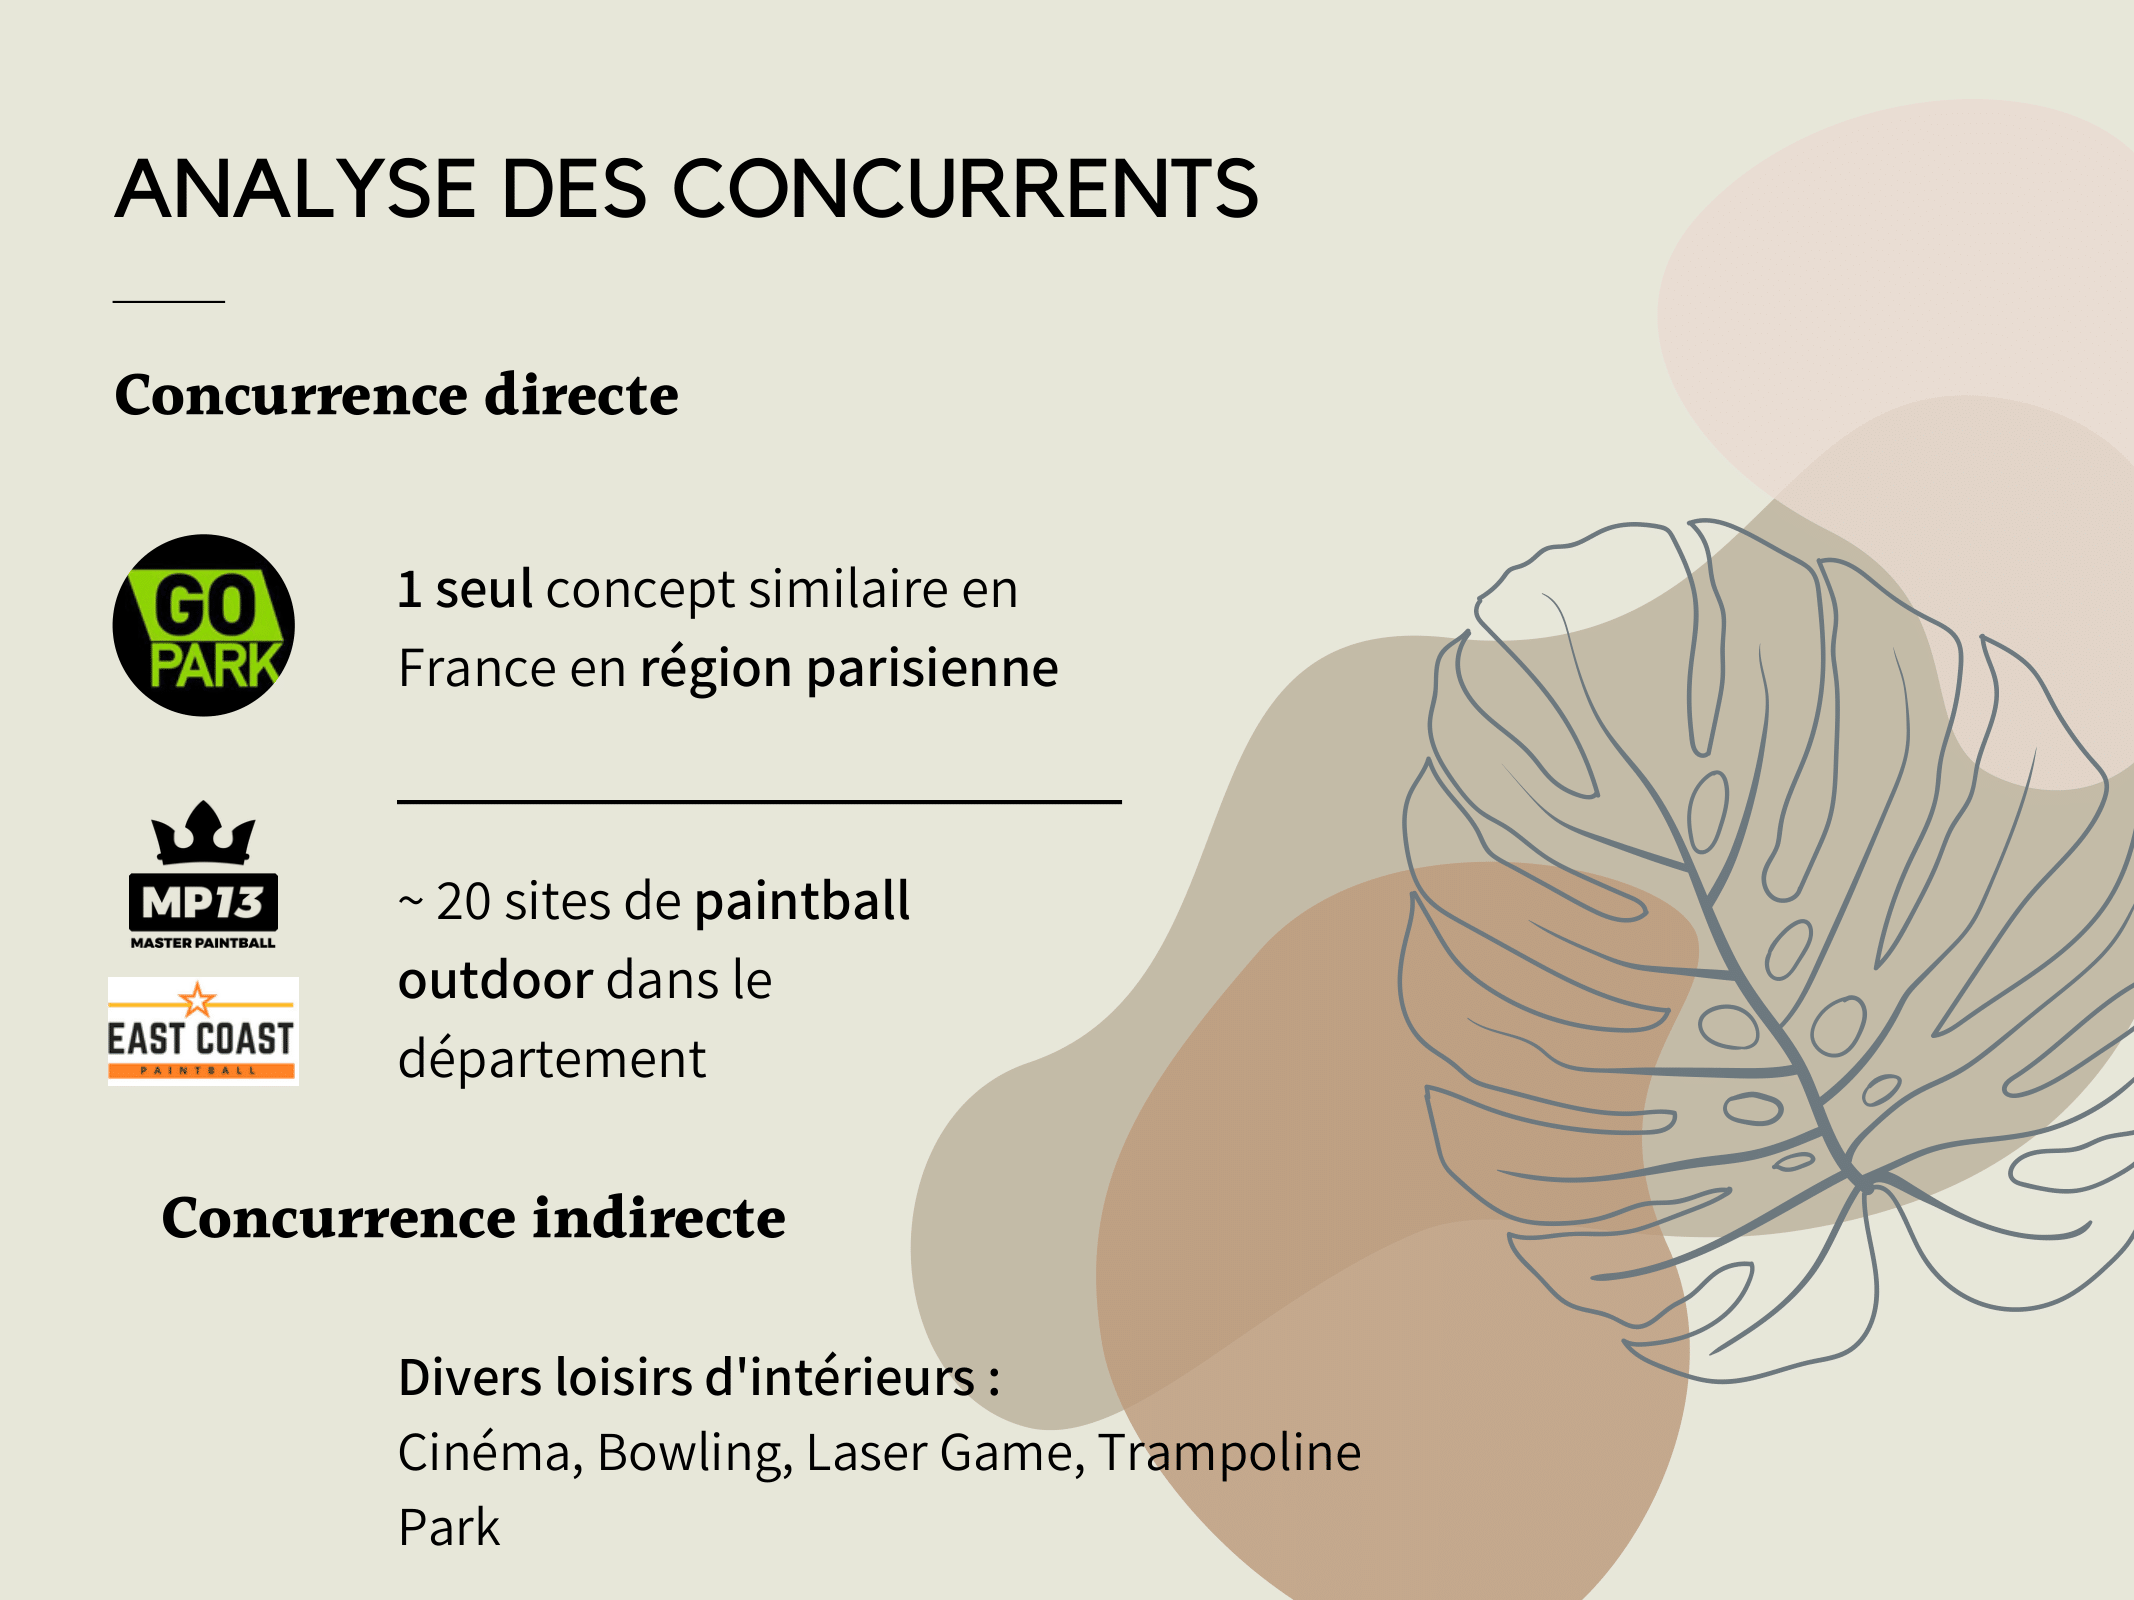 ANALYSE DES CONCURRENTS
Concurrence directe
GO
PARK
1 seul concept similaire en
France en région parisienne
MP13
MASTER PAINTBALL
EAST COAST
PAINTBALL
~ 20 sites de paintball
outdoor dans le
département
Concurrence indirecte
Divers loisirs d'intérieurs :
Cinéma, Bowling, Laser Game, Trampoline
Park